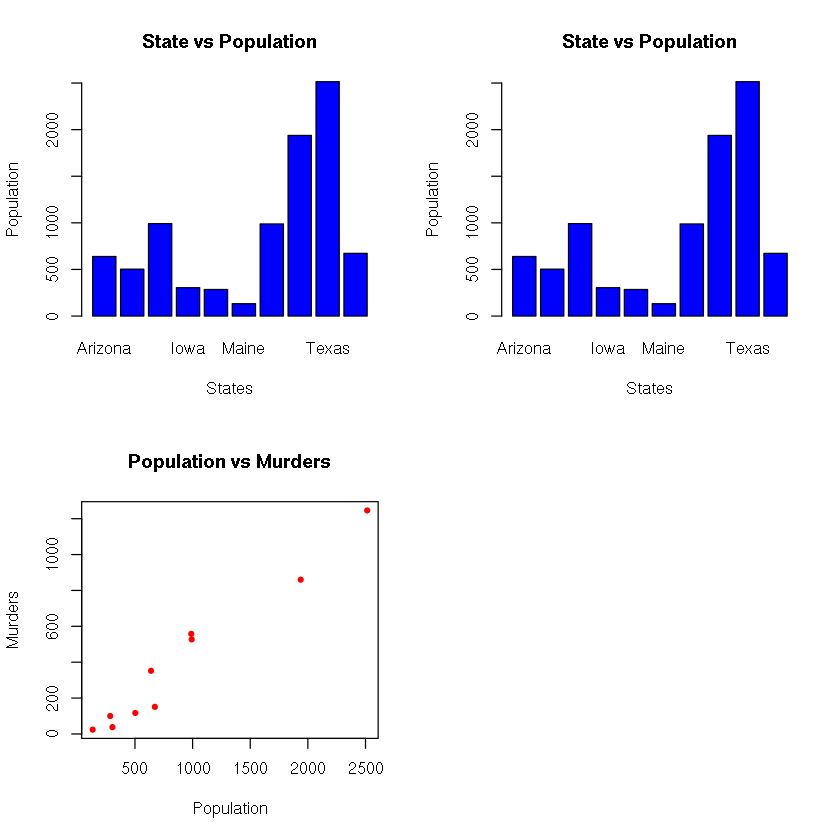 State vs Population
Population
2000
1000
500
0
Arizona Iowa Maine Texas
States
State vs Population
Population
2000
1000
500
0
Arizona Iowa Maine Texas
States
Population vs Murders
Murders
1000
600
200
0
500 1000 1500 2000 2500
Population